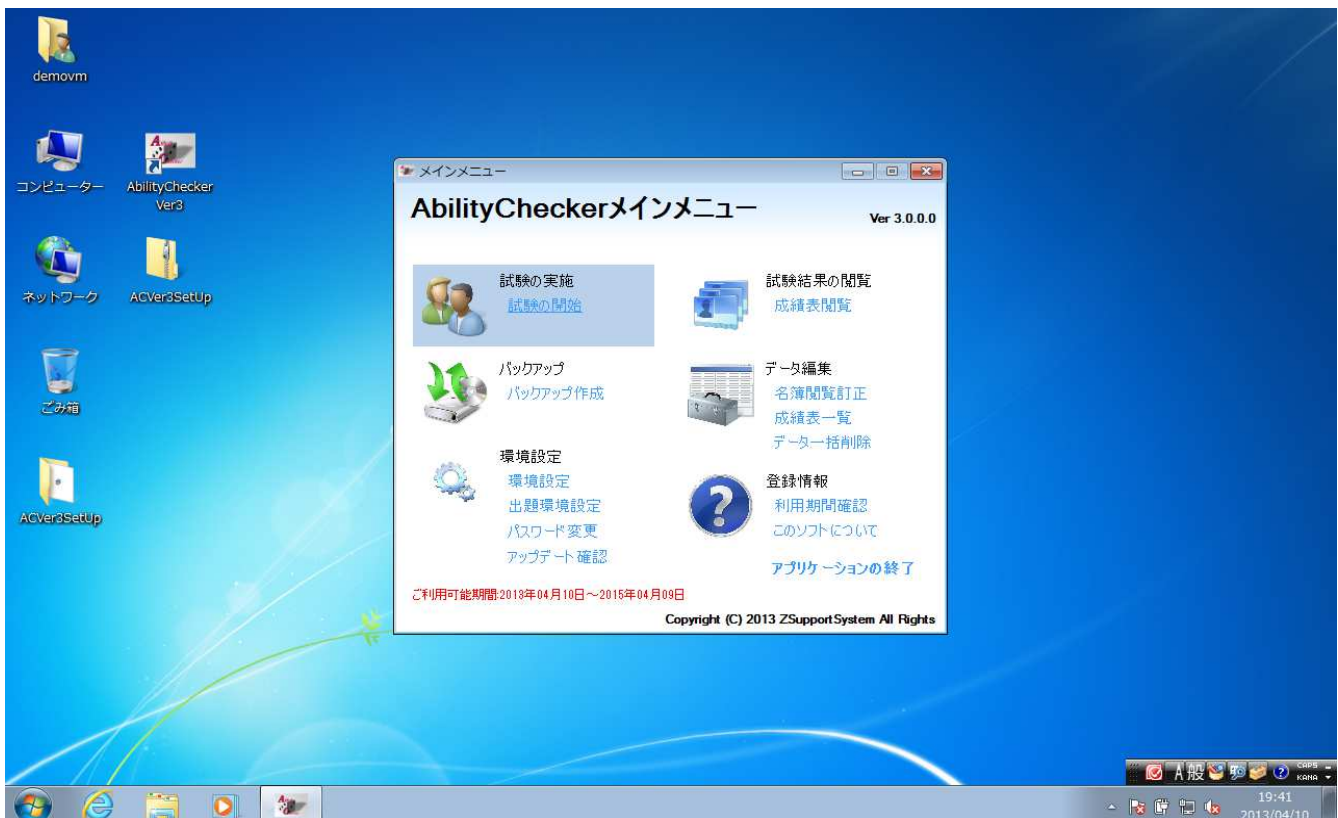 demovm
コンピューター
AbilityChecker
Ver3
ネットワーク
ACVer3SetUp
ごみ箱
ACVer3SetUp
メインメニュー
AbilityCheckerメインメニュー
Ver 3.0.0.0
試験の実施
試験の開始
試験結果の閲覧
成績表閲覧
バックアップ
バックアップ作成
データ編集
名簿閲覧訂正
成績表一覧
データ一括削除
環境設定
環境設定
出題環境設定
パスワード変更
アップデート確認
登録情報
利用期間確認
このソフトについて
アプリケーションの終了
ご利用可能期間:2013年04月10日～2015年04月09日
Copyright (C) 2013 ZSupportSystem All Rights
A 般
CAPS
KANA
19:41
2013/04/10